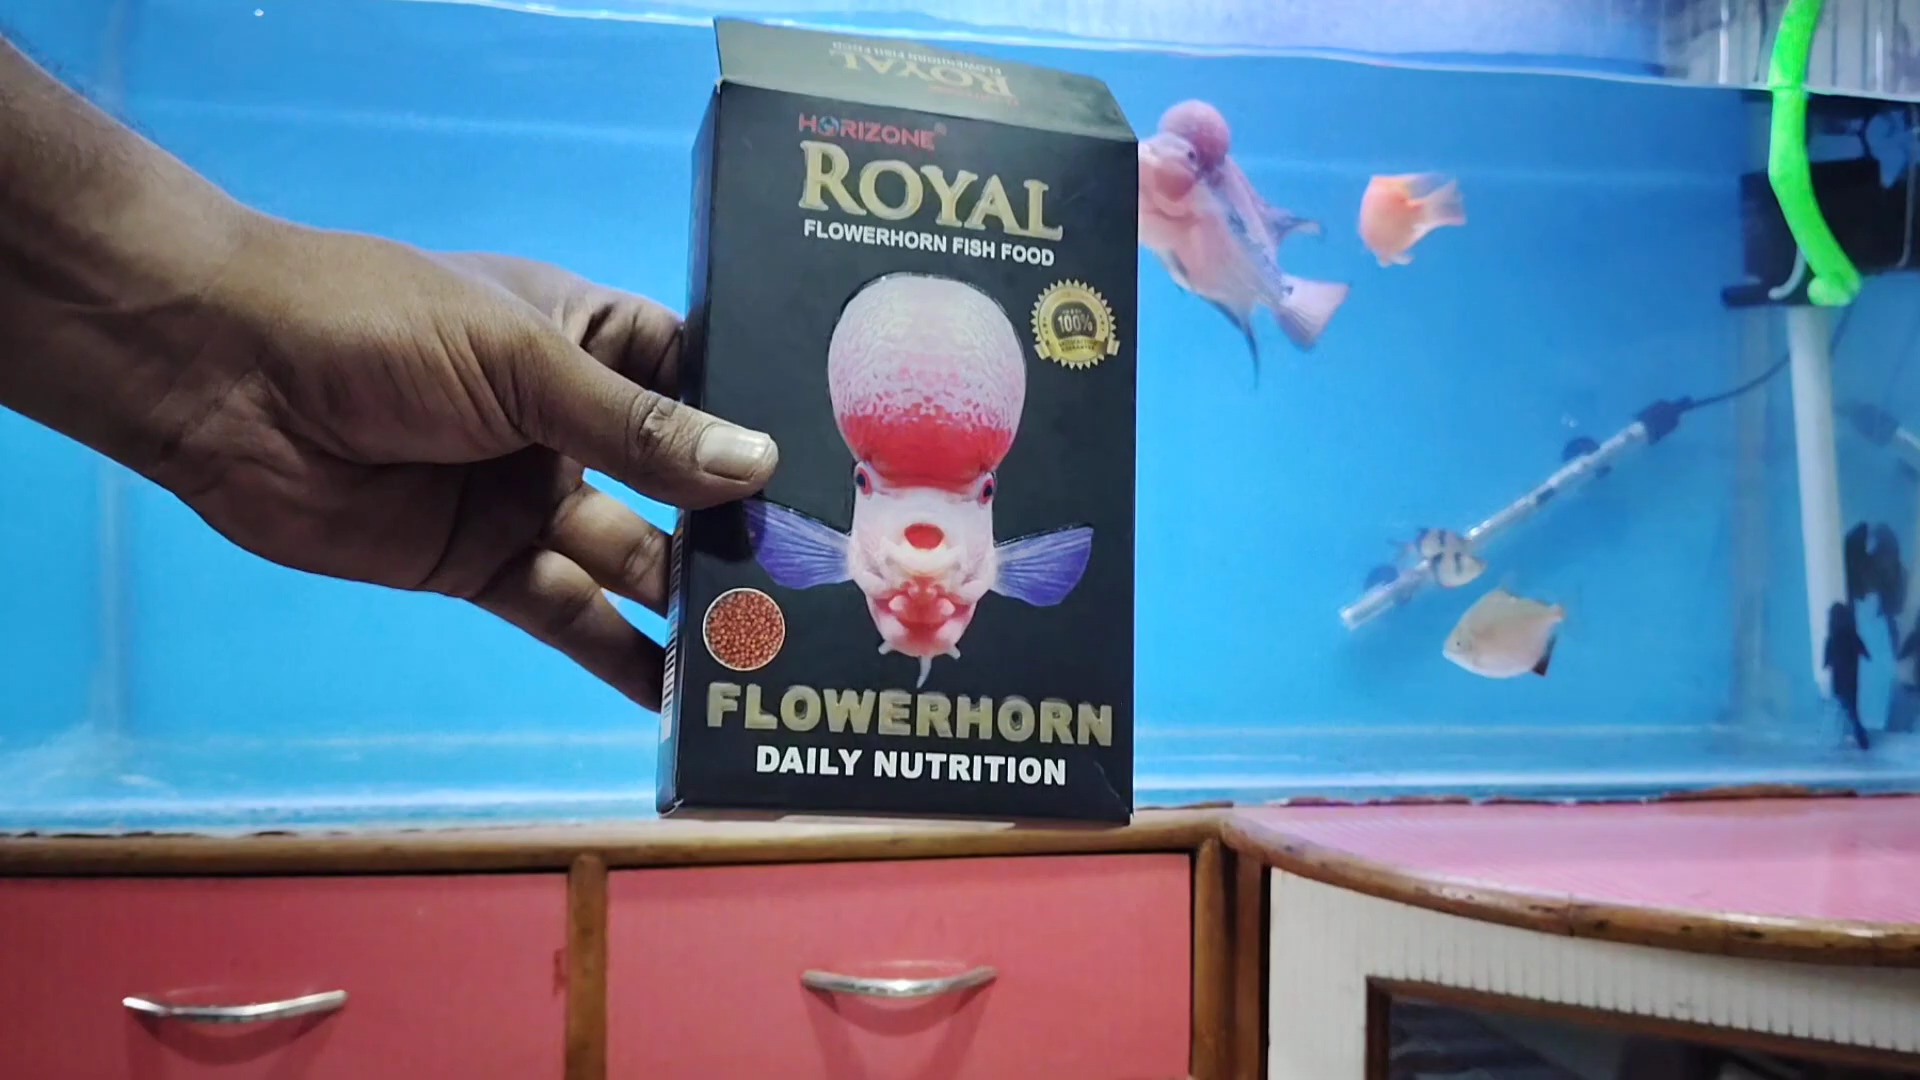 ROYAL
FLOWERHORN FISH FOOD
HORIZONE
ROYAL
FLOWERHORN FISH FOOD
100%
FLOWERHORN
DAILY NUTRITION